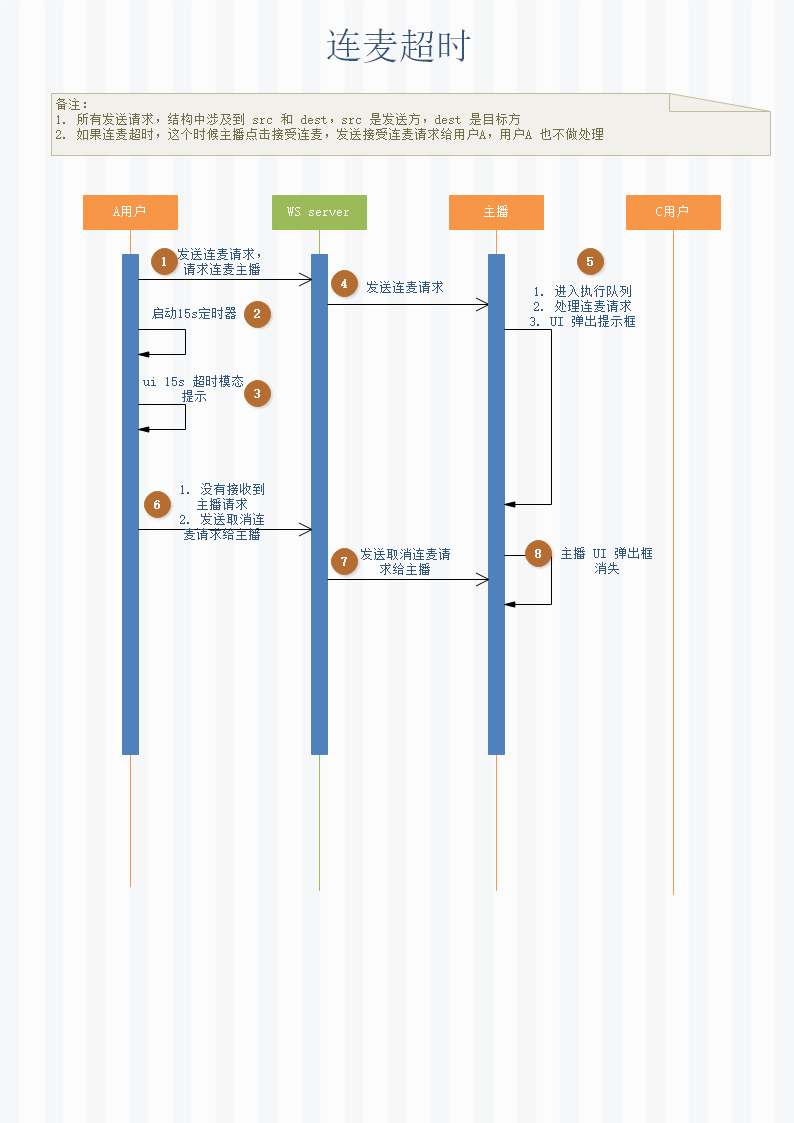 连麦超时
备注:
1. 所有发送请求，结构中涉及到 src 和 dest，src 是发送方，dest 是目标方
2. 如果连麦超时，这个时候主播点击接受连麦，发送接受连麦请求给用户A，用户A 也不做处理
A用户
WS server
主播
C用户
1
发送连麦请求，
请求连麦主播
4
发送连麦请求
5
1. 进入执行队列
2. 处理连麦请求
3. UI 弹出提示框
启动15s定时器
2
ui 15s 超时模态
提示
3
6
1. 没有接收到
主播请求
2. 发送取消连
麦请求给主播
7
发送取消连麦请
求给主播
8
主播 UI 弹出框
消失